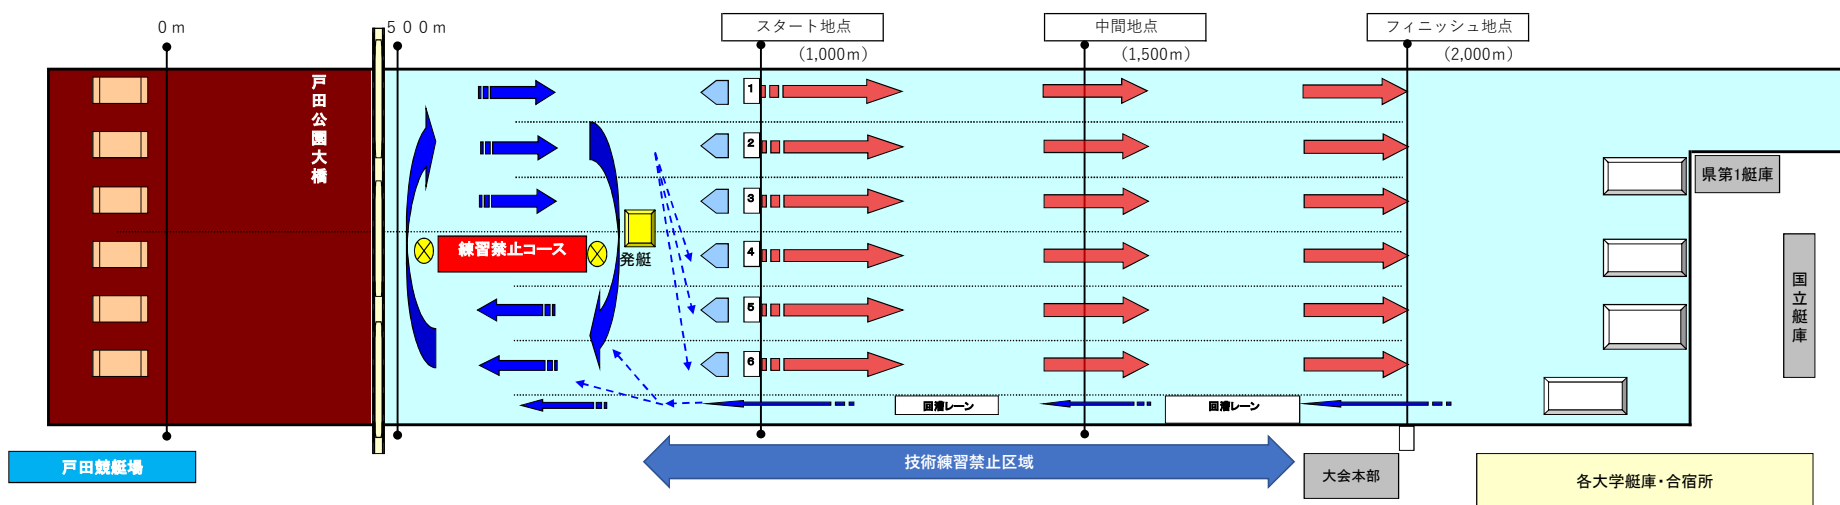 0ｍ
５００ｍ
スタート地点
(1,000m)
中間地点
(1,500m)
フィニッシュ地点
(2,000m)
戸田公園大橋
1
2
3
4
5
6
練習禁止コース
発艇
回漕レーン
回漕レーン
県第1艇庫
国立艇庫
戸田競艇場
技術練習禁止区域
大会本部
各大学艇庫・合宿所